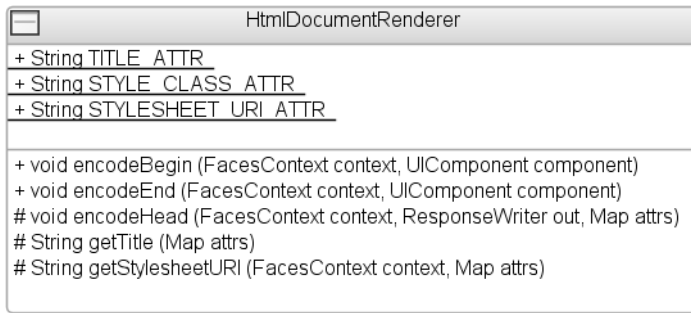 HtmlDocumentRenderer
+ String TITLE_ATTR
+ String STYLE_CLASS_ATTR
+ String STYLESHEET_URI_ATTR
+ void encodeBegin (FacesContext context, UIComponent component)
+ void encodeEnd (FacesContext context, UIComponent component)
# void encodeHead (FacesContext context, ResponseWriter out, Map attrs)
# String getTitle (Map attrs)
# String getStylesheetURI (FacesContext context, Map attrs)